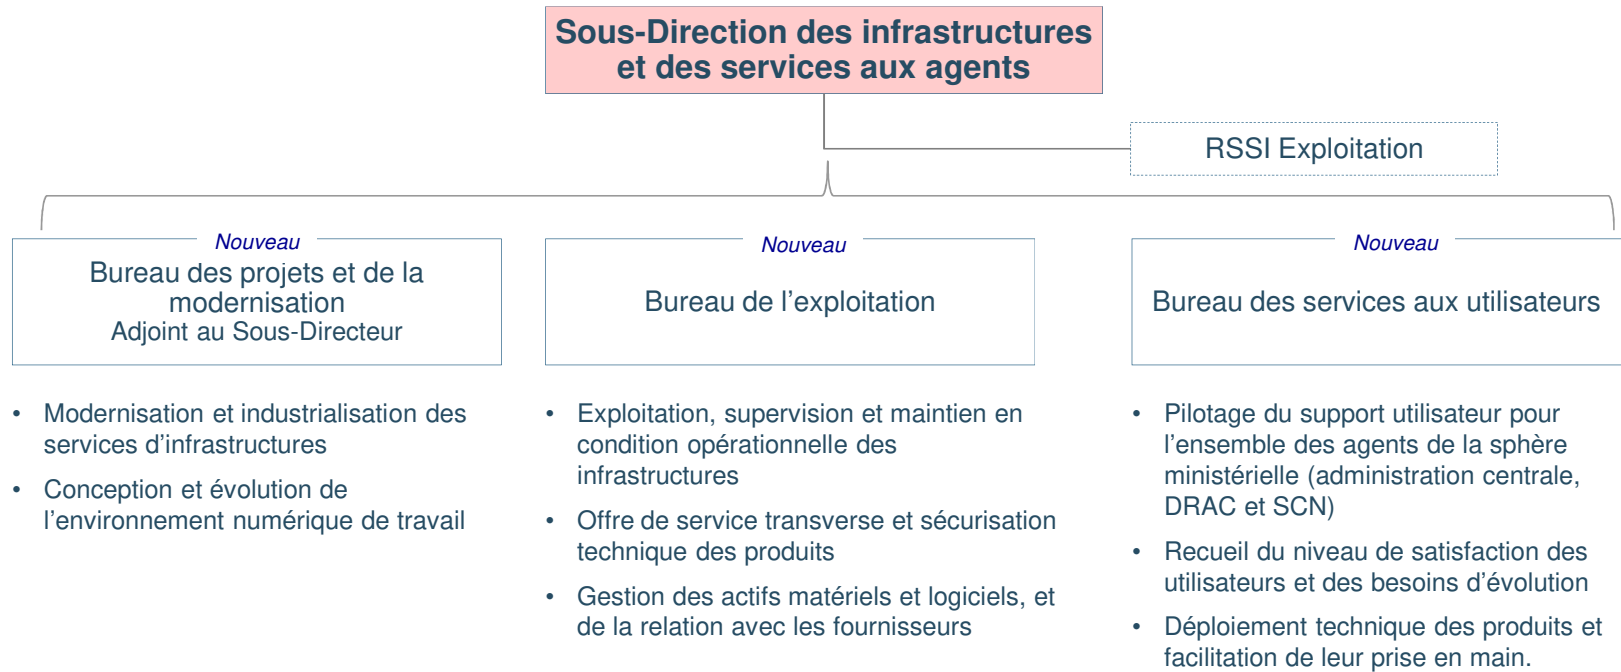 Sous-Direction des infrastructures
et des services aux agents
RSSI Exploitation
Nouveau
Bureau des projets et de la
modernisation
Adjoint au Sous-Directeur
Nouveau
Bureau de l’exploitation
Nouveau
Bureau des services aux utilisateurs
• Modernisation et industrialisation des
services d’infrastructures
• Conception et évolution de
l’environnement numérique de travail
• Exploitation, supervision et maintien en
condition opérationnelle des
infrastructures
• Offre de service transverse et sécurisation
technique des produits
• Gestion des actifs matériels et logiciels, et
de la relation avec les fournisseurs
• Pilotage du support utilisateur pour
l’ensemble des agents de la sphère
ministérielle (administration centrale,
DRAC et SCN)
• Recueil du niveau de satisfaction des
utilisateurs et des besoins d’évolution
• Déploiement technique des produits et
facilitation de leur prise en main.